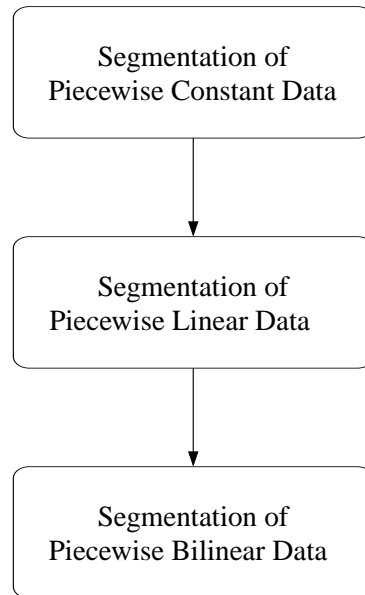 Segmentation of
Piecewise Constant Data
Segmentation of
Piecewise Linear Data
Segmentation of
Piecewise Bilinear Data